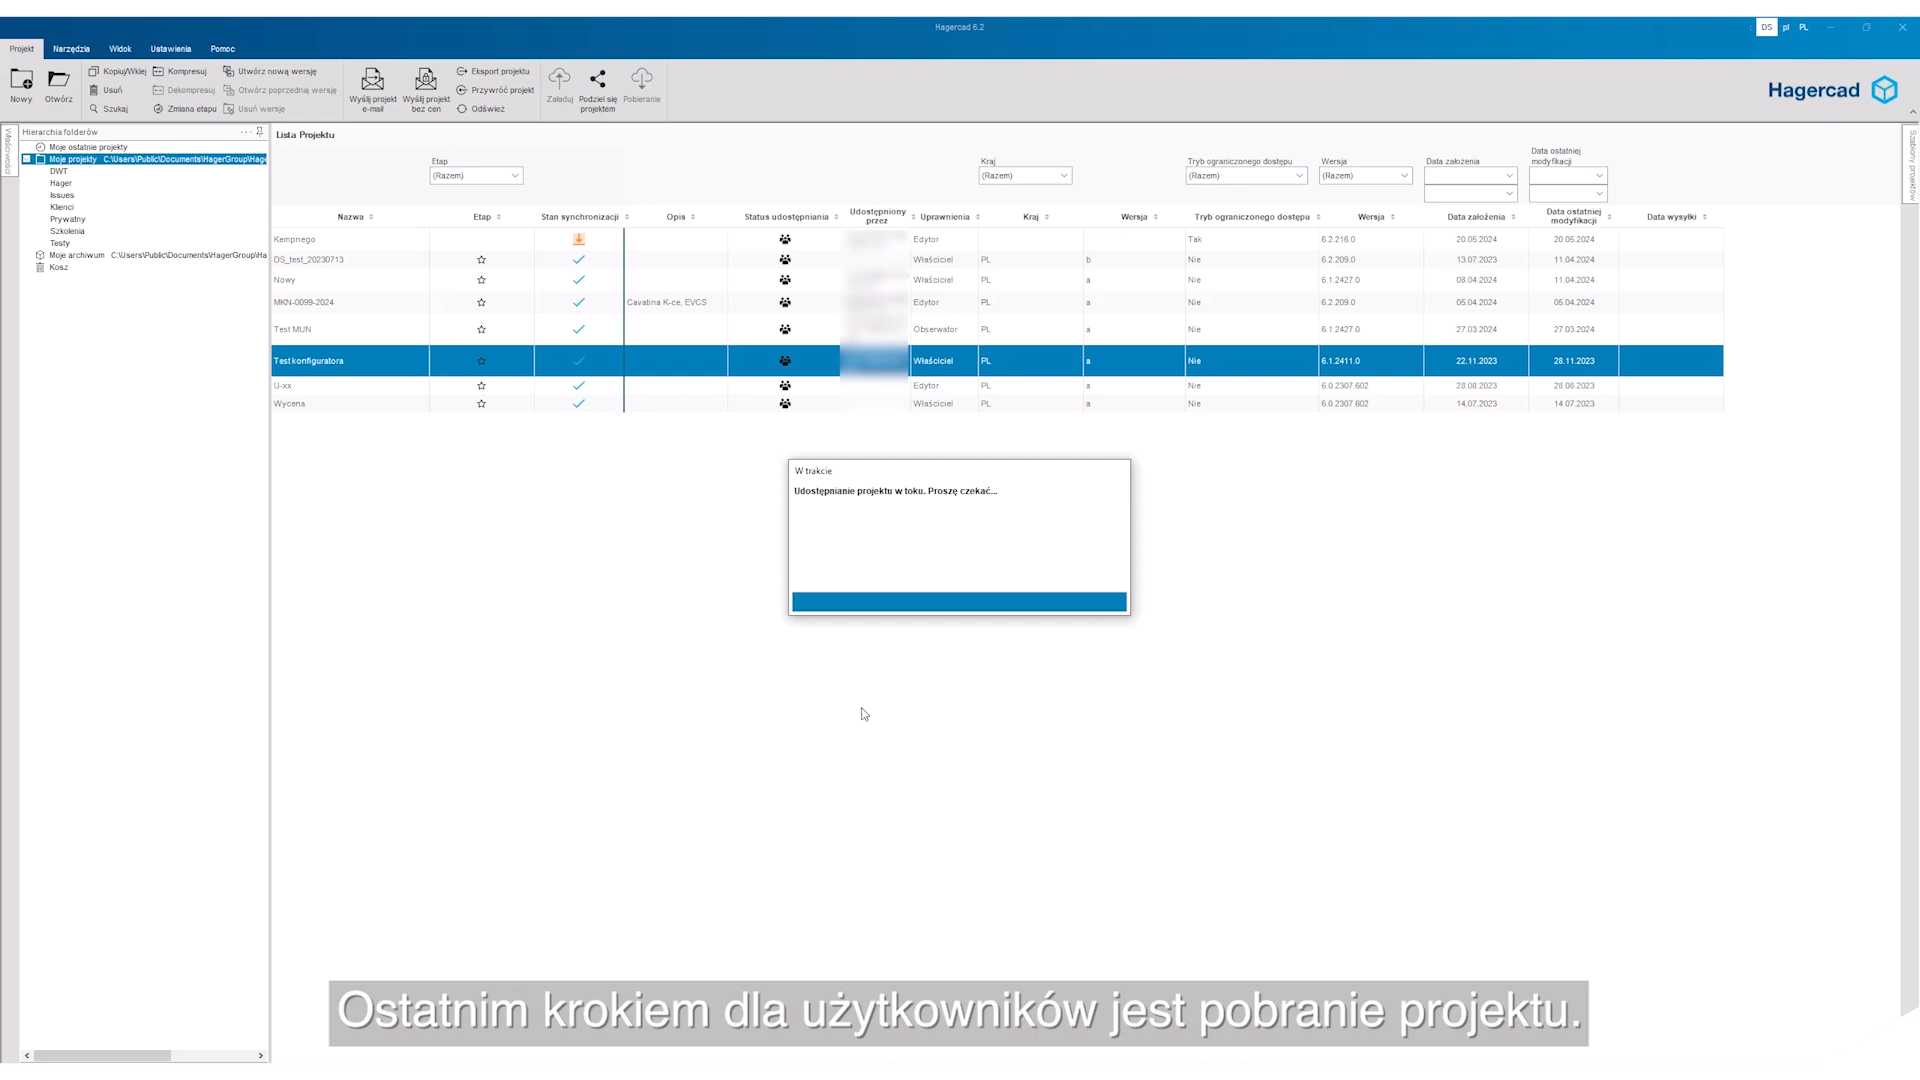 Hagercad 6.2
DS pl PL
Projekt Narzędzia Widok Ustawienia Pomoc
Nowy
Otwórz
Kopiuj/Wklej
Usuń
Szukaj
Kompresuj
Dekompresuj
Zmiana etapu
Utwórz nową wersję
Otwórz poprzednią wersję
Usuń wersję
Wyślij projekt
e-mail
Wyślij projekt
bez cen
Eksport projektu
Przywróć projekt
Odśwież
Załaduj
Podziel się
projektem
Pobieranie
Hagercad
Właściwości
Hierarchia folderów
Moje ostatnie projekty
Moje projekty C:\Users\Public\Documents\HagerGroup\Hage
DWT
Hager
Issues
Klienci
Prywatny
Szkolenia
Testy
Moje archiwum C:\Users\Public\Documents\HagerGroup\Ha
Kosz
Lista Projektu
Szablony projektów
Etap
(Razem)
Kraj
(Razem)
Tryb ograniczonego dostępu
(Razem)
Wersja
(Razem)
Data założenia
Data ostatniej
modyfikacji
Nazwa Etap Stan synchronizacji Opis Status udostępniania Udostępniony
przez Uprawnienia Kraj Wersja Tryb ograniczonego dostępu Wersja Data założenia Data ostatniej
modyfikacji Data wysyłki
Kempnego Edytor Tak 6.2.216.0 20.05.2024 20.05.2024
DS_test_20230713 Właściciel PL b Nie 6.2.209.0 13.07.2023 11.04.2024
Nowy Właściciel PL a Nie 6.1.2427.0 08.04.2024 11.04.2024
MKN-0099-2024 Cavatina K-ce, EVCS Edytor PL a Nie 6.2.209.0 05.04.2024 05.04.2024
Test MUN Obserwator PL a Nie 6.1.2427.0 27.03.2024 27.03.2024
Test konfiguratora Właściciel PL a Nie 6.1.2411.0 22.11.2023 28.11.2023
U-xx Edytor PL a Nie 6.0.2307.602 28.08.2023 28.08.2023
Wycena Właściciel PL a Nie 6.0.2307.602 14.07.2023 14.07.2023
W trakcie
Udostępnianie projektu w toku. Proszę czekać...
Ostatnim krokiem dla użytkowników jest pobranie projektu.